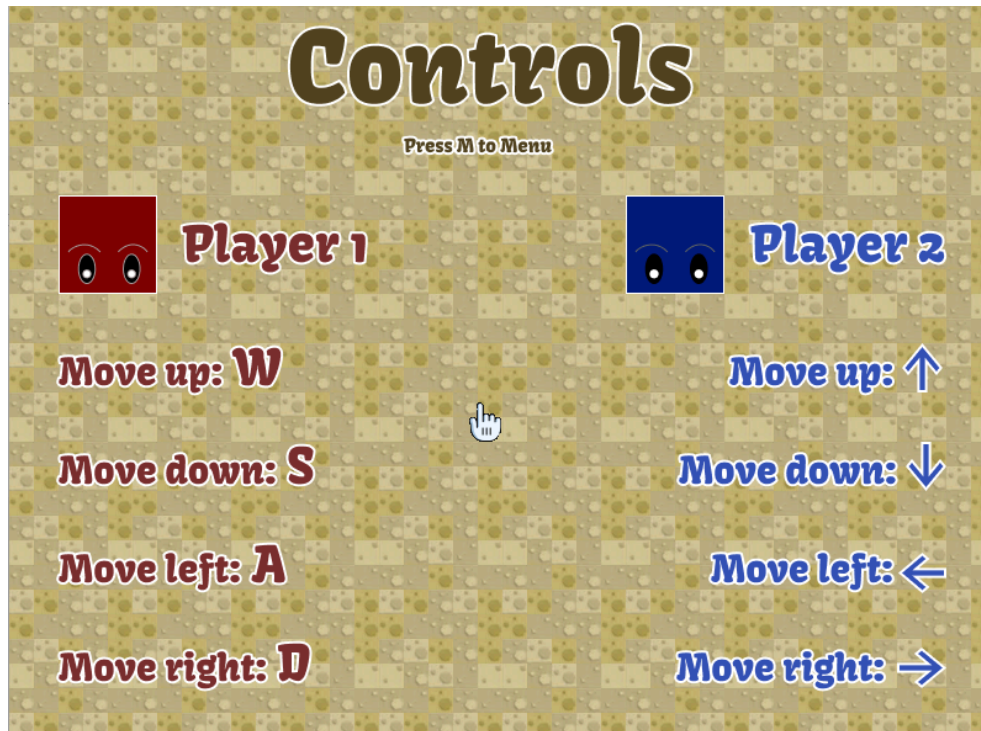 Controls
Press M to Menu
Player 1
Player 2
Move up: W
Move up: ↑
Move down: S
Move down: ↓
Move left: A
Move left: ←
Move right: D
Move right: →